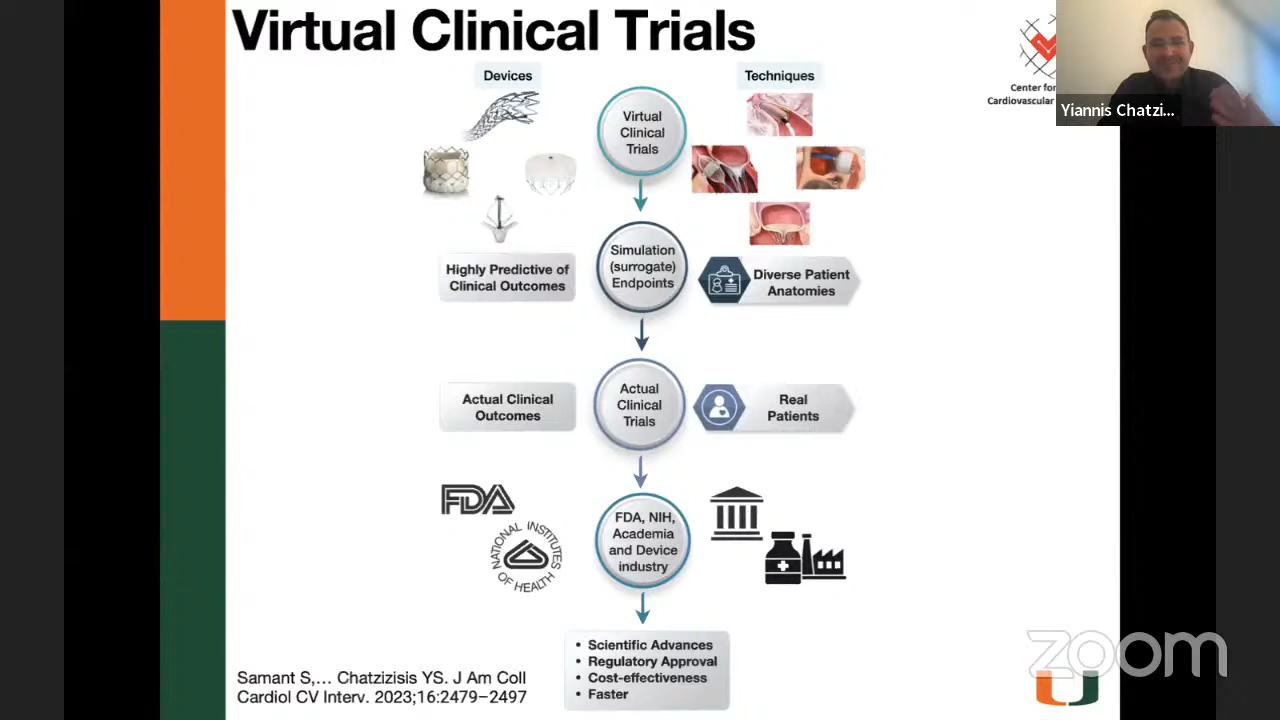 Virtual Clinical Trials
Devices
Techniques
Center for
Cardiovascular
Yiannis Chatzi...
Virtual
Clinical
Trials
Simulation
(surrogate)
Endpoints
Highly Predictive of
Clinical Outcomes
Diverse Patient
Anatomies
Actual
Clinical
Trials
Actual Clinical
Outcomes
Real
Patients
FDA
NATIONAL INSTITUTES
OF HEALTH
FDA, NIH,
Academia
and Device
industry
• Scientific Advances
• Regulatory Approval
• Cost-effectiveness
• Faster
Samant S,... Chatzizisis YS. J Am Coll
Cardiol CV Interv. 2023;16:2479–2497
zoom
U